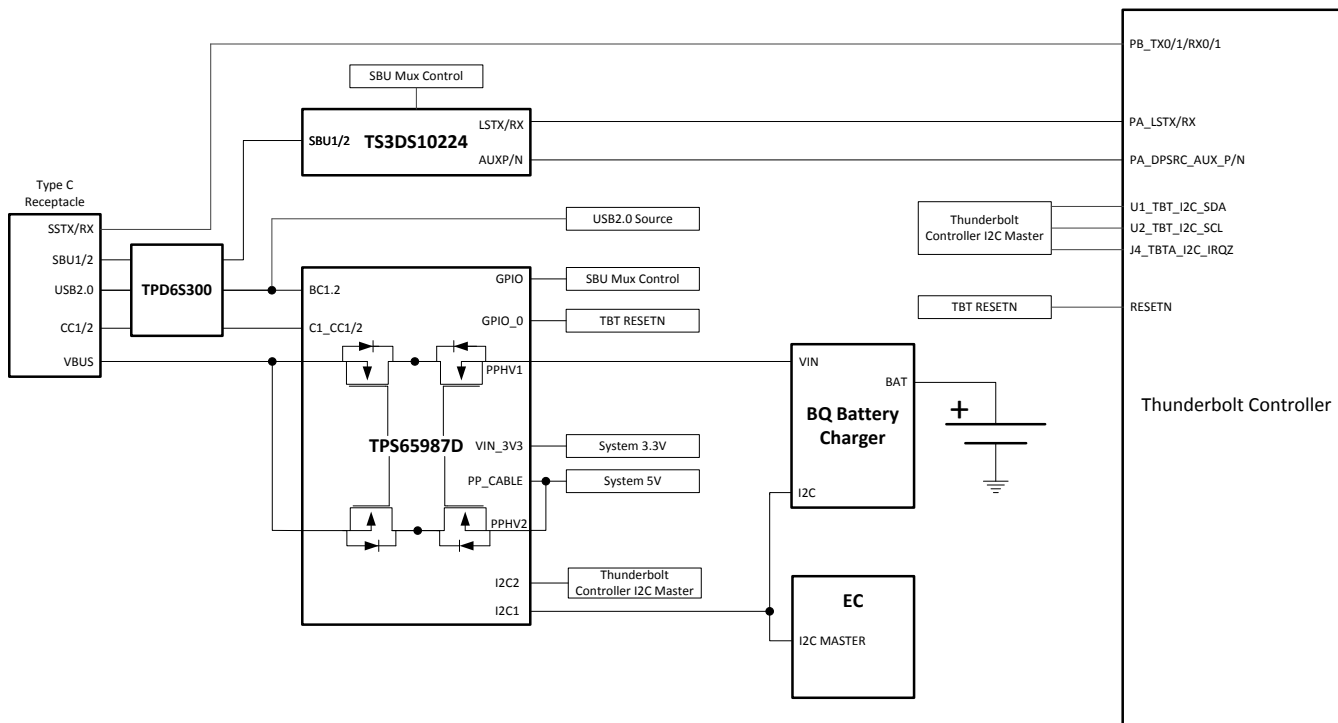 PB_TX0/1/RX0/1
SBU Mux Control
LSTX/RX
SBU1/2
TS3DS10224
AUXP/N
PA_LSTX/RX
PA_DPSRC_AUX_P/N
Type C
Receptacle
SSTX/RX
SBU1/2
USB2.0
CC1/2
VBUS
TPD6S300
USB2.0 Source
Thunderbolt
Controller I2C Master
U1_TBT_I2C_SDA
U2_TBT_I2C_SCL
J4_TBTA_I2C_IRQZ
BC1.2
GPIO
SBU Mux Control
C1_CC1/2
GPIO_0
TBT RESETN
TBT RESETN
RESETN
PPHV1
VIN
BAT
BQ Battery
Charger
I2C
+
Thunderbolt Controller
TPS65987D
VIN_3V3
System 3.3V
PP_CABLE
System 5V
PPHV2
I2C2
Thunderbolt
Controller I2C Master
I2C1
EC
I2C MASTER